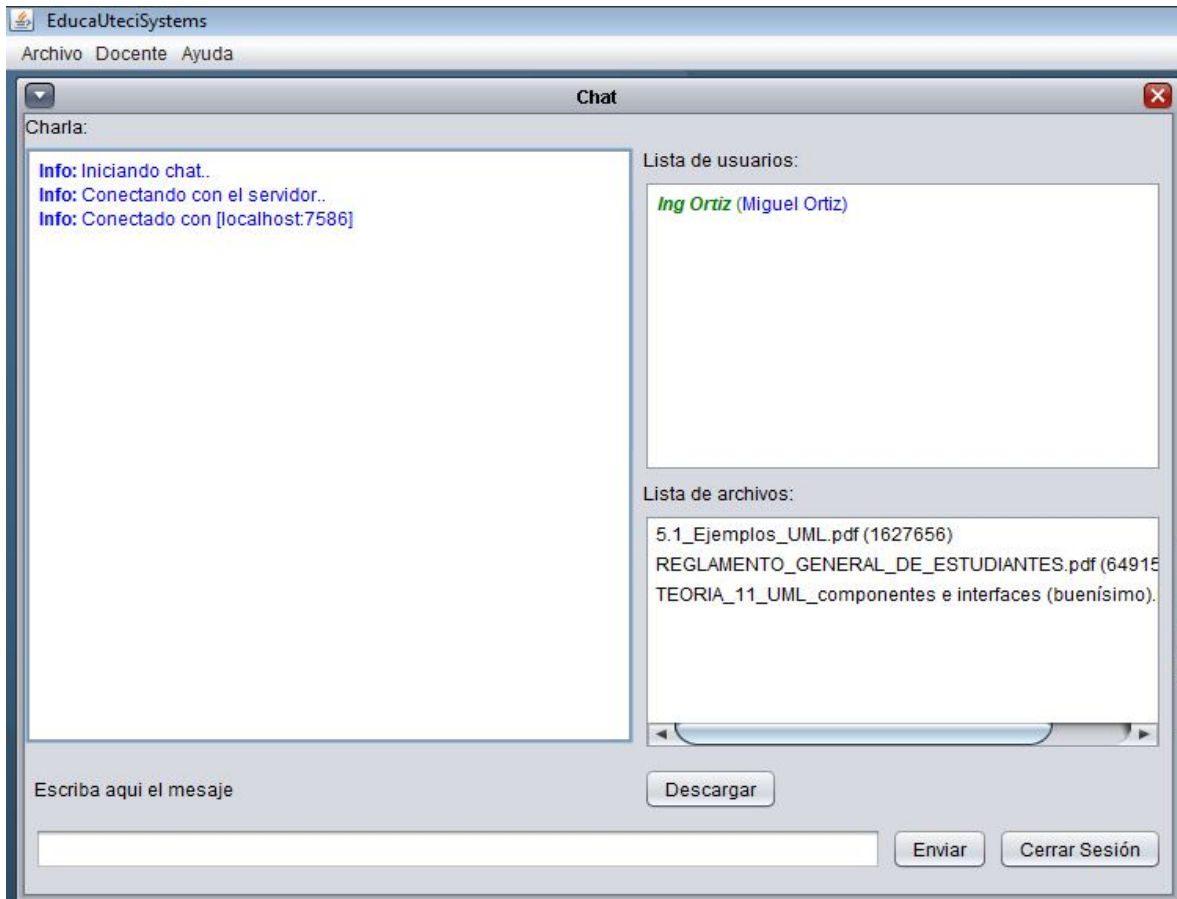 EducaUteciSystems
Archivo Docente Ayuda
Chat
Charla:
Info: Iniciando chat..
Info: Conectando con el servidor..
Info: Conectado con [localhost:7586]
Lista de usuarios:
Ing Ortiz (Miguel Ortiz)
Lista de archivos:
5.1_Ejemplos_UML.pdf (1627656)
REGLAMENTO_GENERAL_DE_ESTUDIANTES.pdf (64915
TEORIA_11_UML_componentes e interfaces (buenísimo).
Escriba aqui el mesaje
Descargar
Enviar
Cerrar Sesión